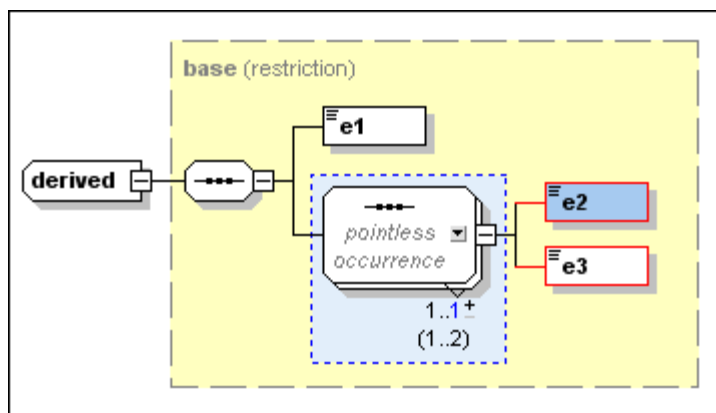 base (restriction)
e1
derived
pointless
occurrence
e2
e3
1..1
(1..2)